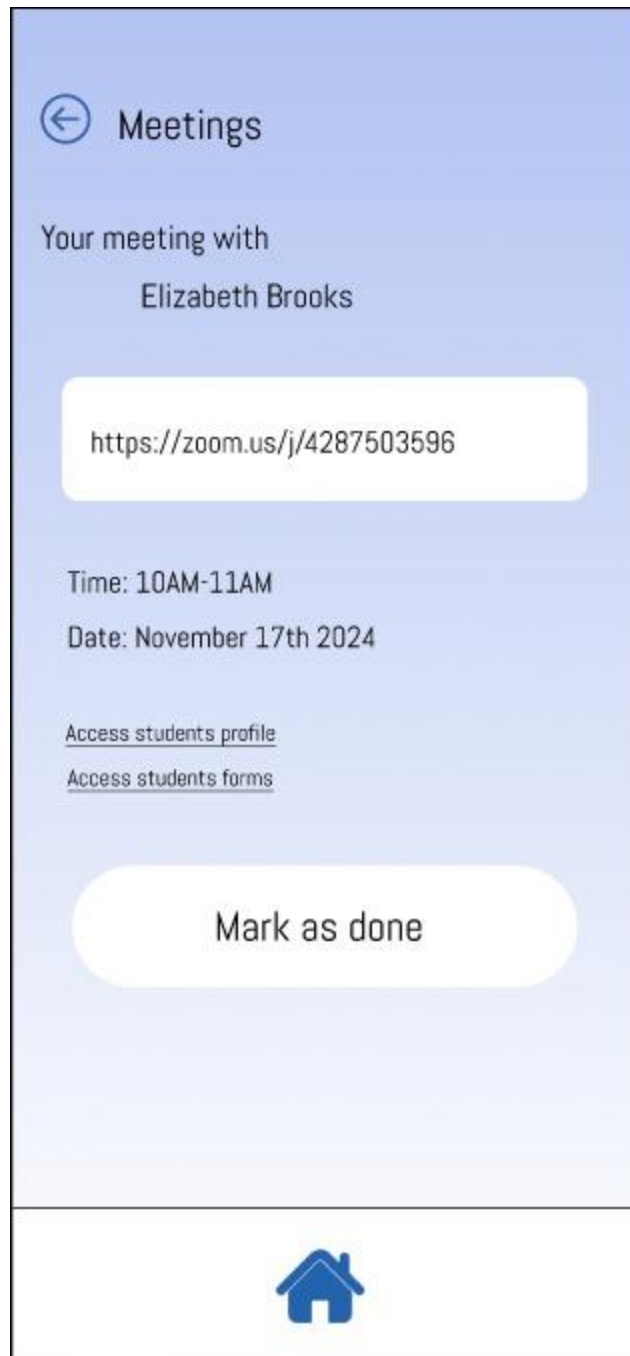 Meetings
Your meeting with
Elizabeth Brooks
https://zoom.us/j/4287503596
Time: 10AM-11AM
Date: November 17th 2024
Access students profile
Access students forms
Mark as done